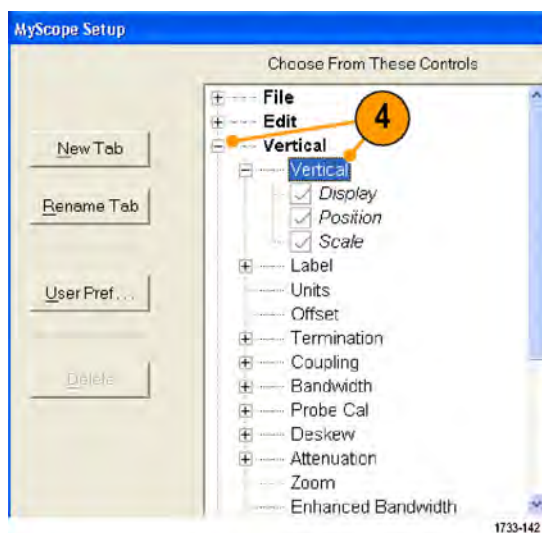 MyScope Setup
Choose From These Controls
File
Edit
4
Vertical
New Tab
Vertical
Display
Rename Tab
Position
Scale
Label
User Pref...
Units
Offset
Termination
Coupling
Delete
Bandwidth
Probe Cal
Deskew
Attenuation
Zoom
Enhanced Bandwidth
1733-142